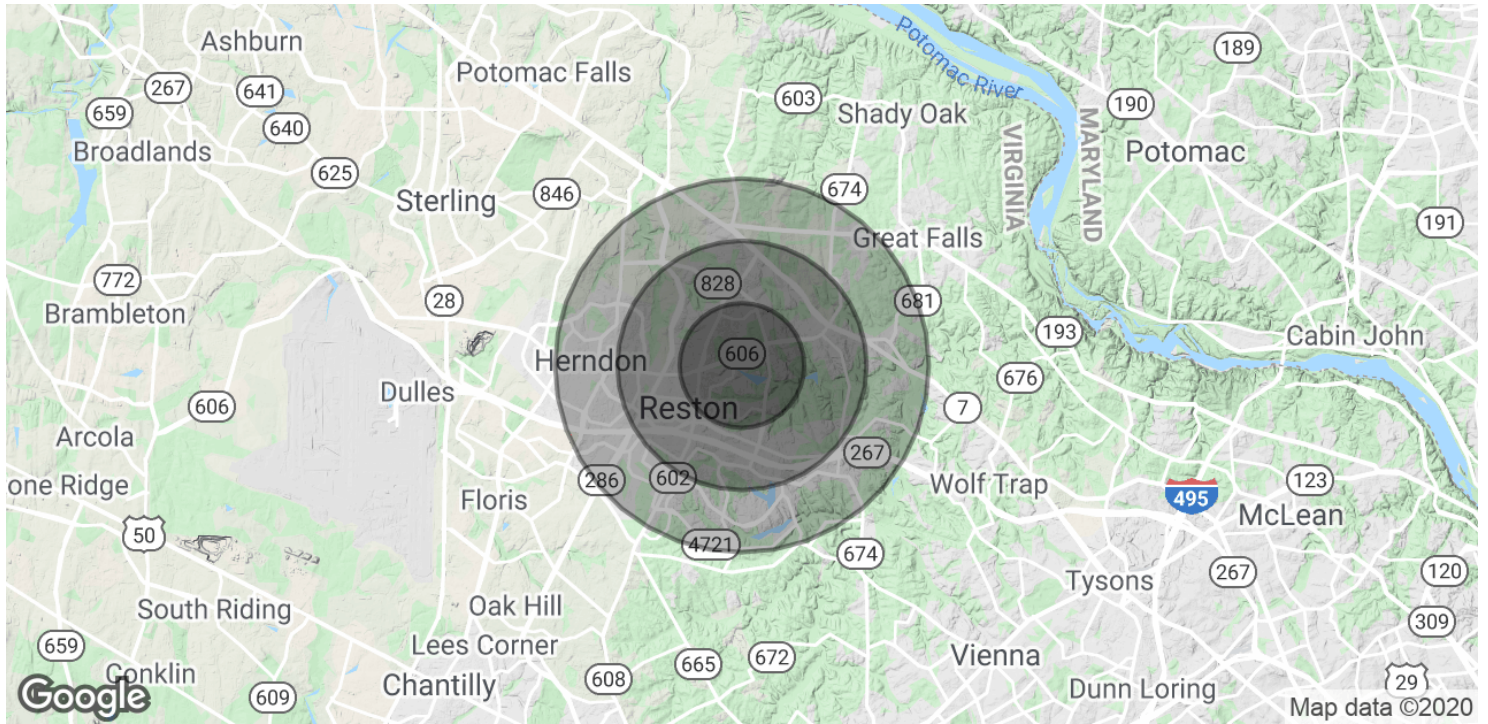 Ashburn
Potomac Falls
Potomac River
189
267
641
659
603
190
Shady Oak
640
Broadlands
VIRGINIA
MARYLAND
Potomac
625
846
674
Sterling
191
Great Falls
772
828
28
681
Brambleton
193
Cabin John
606
Herndon
676
Dulles
606
Reston
7
Arcola
267
286
602
one Ridge
Floris
Wolf Trap
495
123
McLean
50
4721
674
Tysons
267
120
South Riding
Oak Hill
309
659
Lees Corner
665
672
Vienna
Conklin
608
Chantilly
29
609
Dunn Loring
Google
Map data ©2020